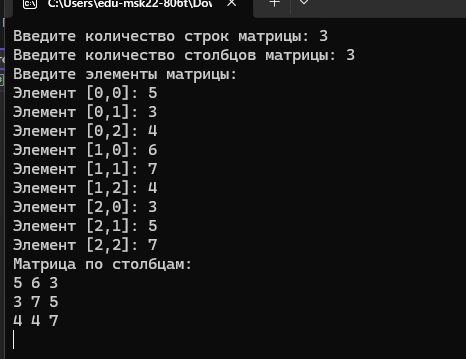 C:\Users\edu-msk22-806t\Dov
Введите количество строк матрицы: 3
Введите количество столбцов матрицы: 3
Введите элементы матрицы:
Элемент [0,0]: 5
Элемент [0,1]: 3
Элемент [0,2]: 4
Элемент [1,0]: 6
Элемент [1,1]: 7
Элемент [1,2]: 4
Элемент [2,0]: 3
Элемент [2,1]: 5
Элемент [2,2]: 7
Матрица по столбцам:
5 6 3
3 7 5
4 4 7